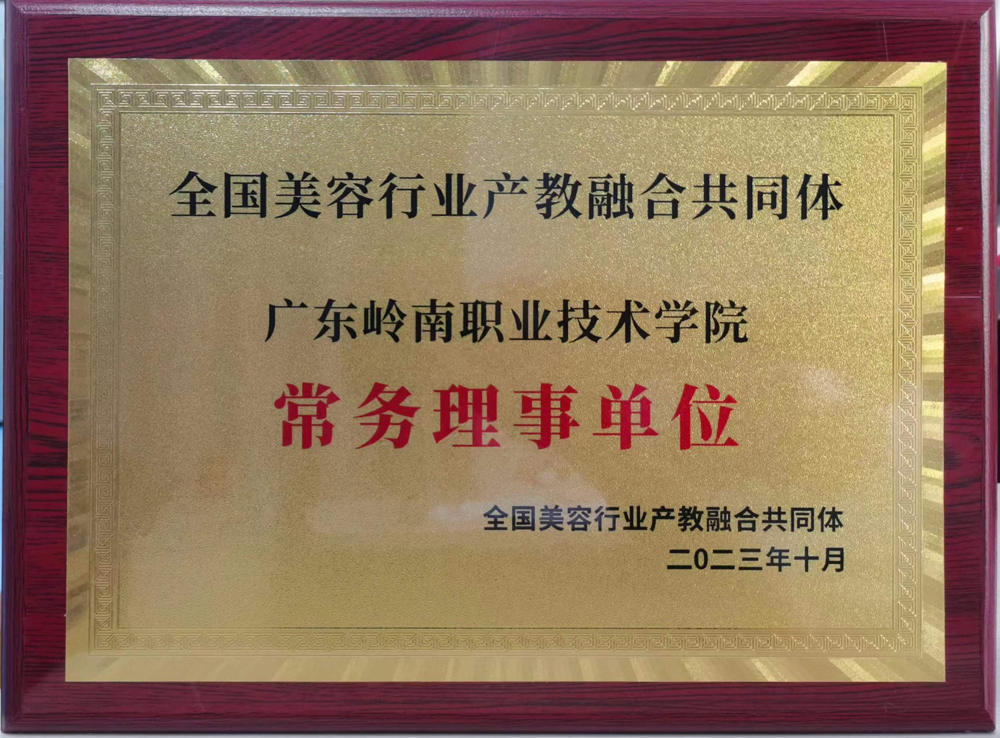 全国美容行业产教融合共同体
广东岭南职业技术学院
常务理事单位
全国美容行业产教融合共同体
二0二三年十月